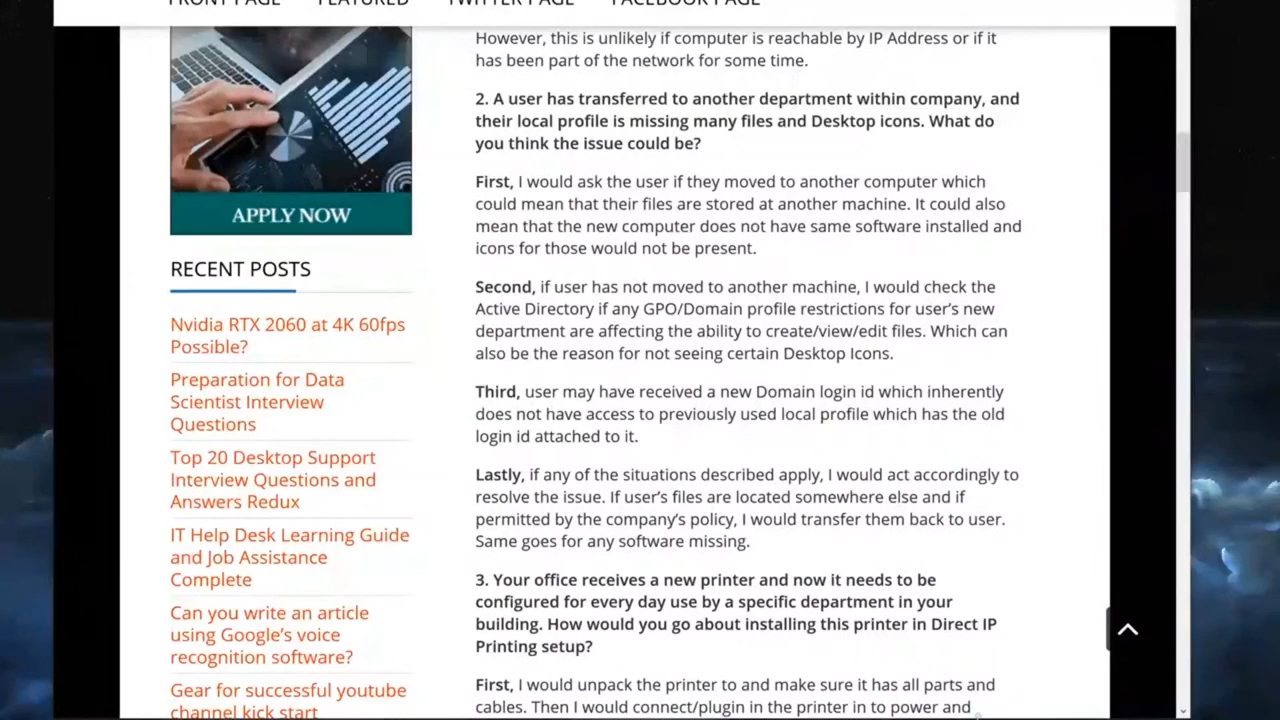 FRONT PAGE FEATURED TWITTER PAGE FACEBOOK PAGE
APPLY NOW
RECENT POSTS
Nvidia RTX 2060 at 4K 60fps
Possible?
Preparation for Data
Scientist Interview
Questions
Top 20 Desktop Support
Interview Questions and
Answers Redux
IT Help Desk Learning Guide
and Job Assistance
Complete
Can you write an article
using Google's voice
recognition software?
Gear for successful youtube
channel kick start
However, this is unlikely if computer is reachable by IP Address or if it
has been part of the network for some time.
2. A user has transferred to another department within company, and
their local profile is missing many files and Desktop icons. What do
you think the issue could be?
First, I would ask the user if they moved to another computer which
could mean that their files are stored at another machine. It could also
mean that the new computer does not have same software installed and
icons for those would not be present.
Second, if user has not moved to another machine, I would check the
Active Directory if any GPO/Domain profile restrictions for user's new
department are affecting the ability to create/view/edit files. Which can
also be the reason for not seeing certain Desktop Icons.
Third, user may have received a new Domain login id which inherently
does not have access to previously used local profile which has the old
login id attached to it.
Lastly, if any of the situations described apply, I would act accordingly to
resolve the issue. If user's files are located somewhere else and if
permitted by the company's policy, I would transfer them back to user.
Same goes for any software missing.
3. Your office receives a new printer and now it needs to be
configured for every day use by a specific department in your
building. How would you go about installing this printer in Direct IP
Printing setup?
First, I would unpack the printer to and make sure it has all parts and
cables. Then I would connect/plugin in the printer in to power and